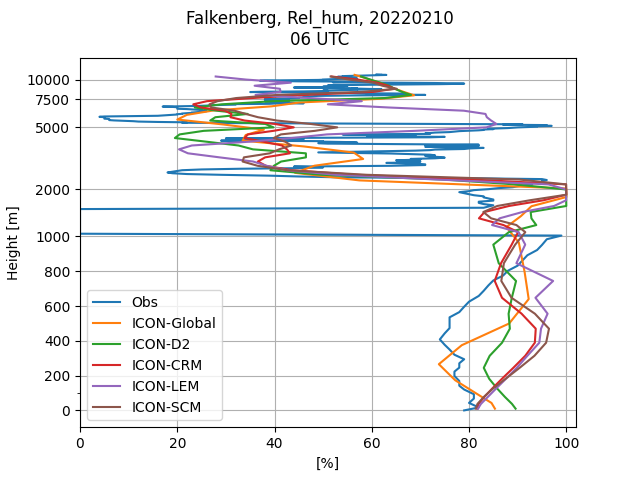 Falkenberg, Rel_hum, 20220210
06 UTC
10000
7500
5000
2000
1000
800
600
400
200
0
Height [m]
Obs
ICON-Global
ICON-D2
ICON-CRM
ICON-LEM
ICON-SCM
0 20 40 60 80 100
[%]